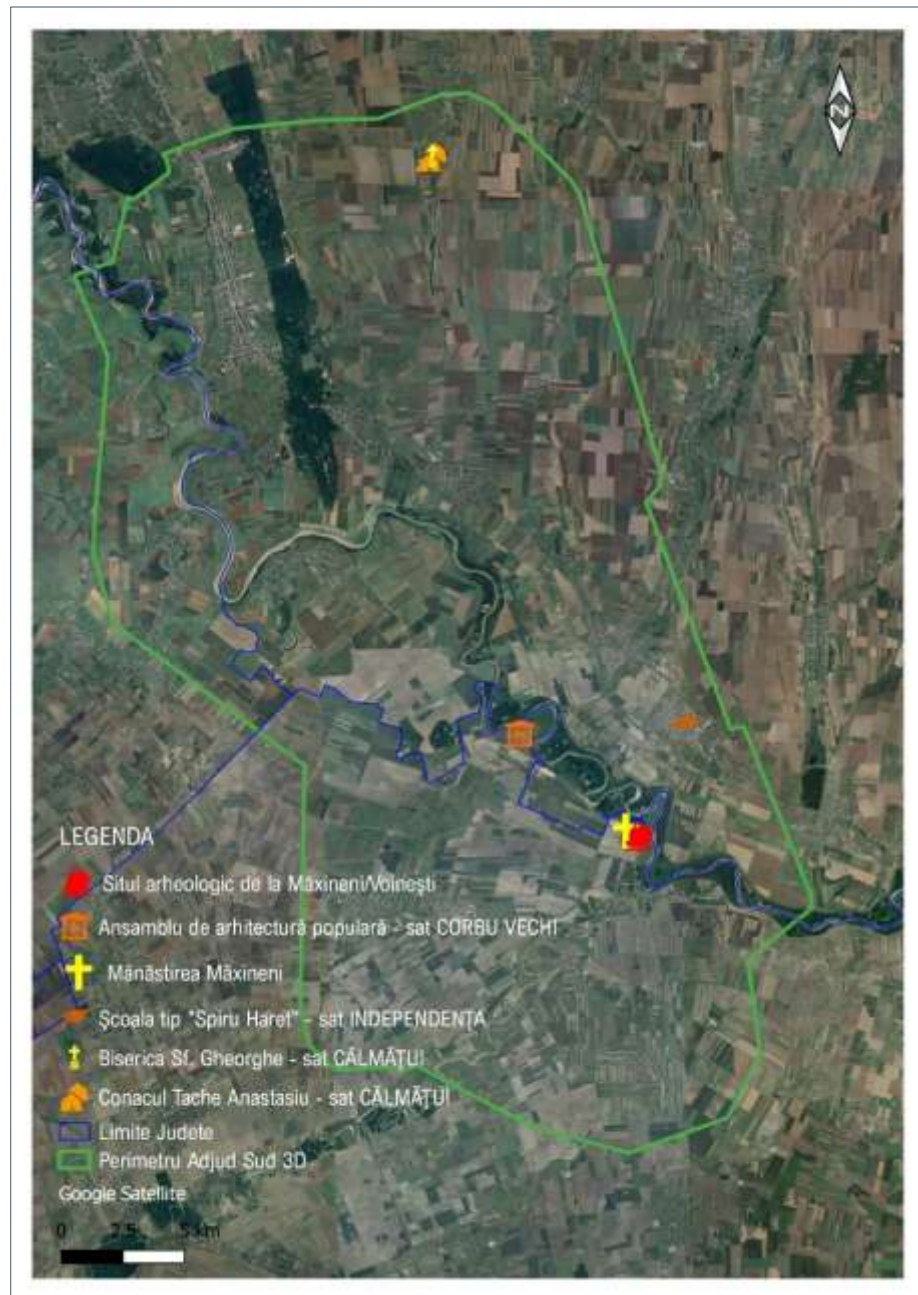 N
LEGENDA
Situl arheologic de la Măxineni/Voinești
Ansamblu de arhitectură populară - sat CORBU VECHI
Mănăstirea Măxineni
Școala tip "Spiru Haret" - sat INDEPENDENȚA
Biserica Sf. Gheorghe - sat CĂLMĂȚUI
Conacul Tache Anastasiu - sat CĂLMĂȚUI
Limite Judete
Perimetru Adjud Sud 3D
Google Satellite
0 2.5 5 km